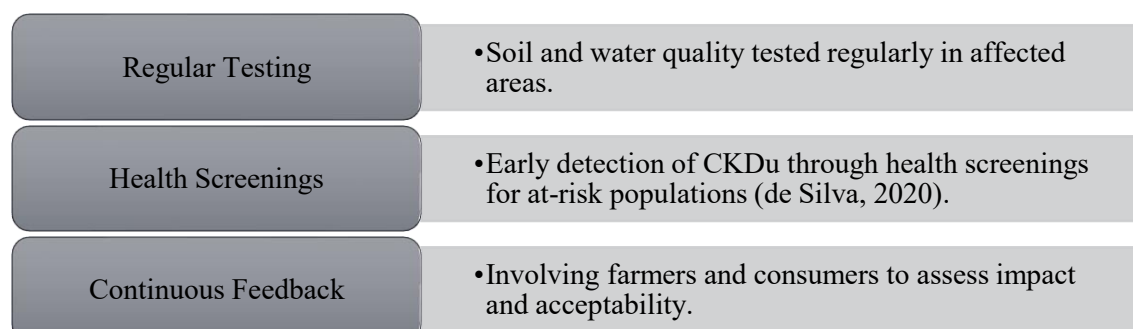 Regular Testing
•Soil and water quality tested regularly in affected
areas.
Health Screenings
•Early detection of CKDu through health screenings
for at-risk populations (de Silva, 2020).
Continuous Feedback
•Involving farmers and consumers to assess impact
and acceptability.